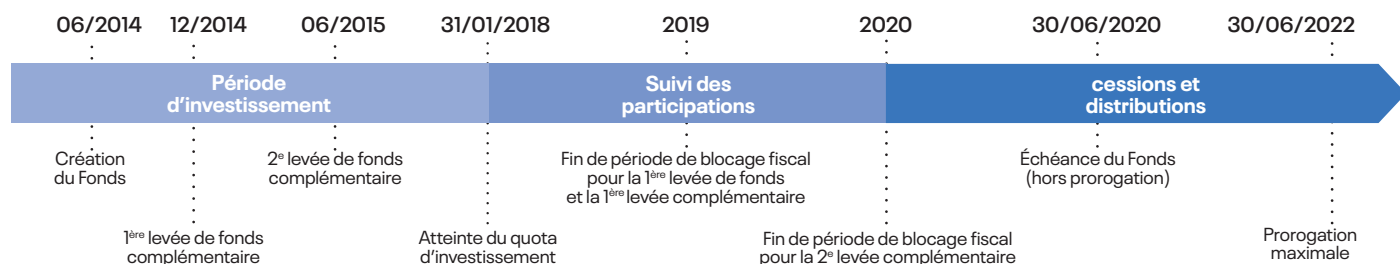 06/2014 12/2014 06/2015 31/01/2018 2019 2020 30/06/2020 30/06/2022
Période
d’investissement
Suivi des
participations
cessions et
distributions
Création
du Fonds
1ère levée de fonds
complémentaire
2e levée de fonds
complémentaire
Atteinte du quota
d’investissement
Fin de période de blocage fiscal
pour la 1ère levée de fonds
et la 1ère levée complémentaire
Fin de période de blocage fiscal
pour la 2e levée complémentaire
Échéance du Fonds
(hors prorogation)
Prorogation
maximale